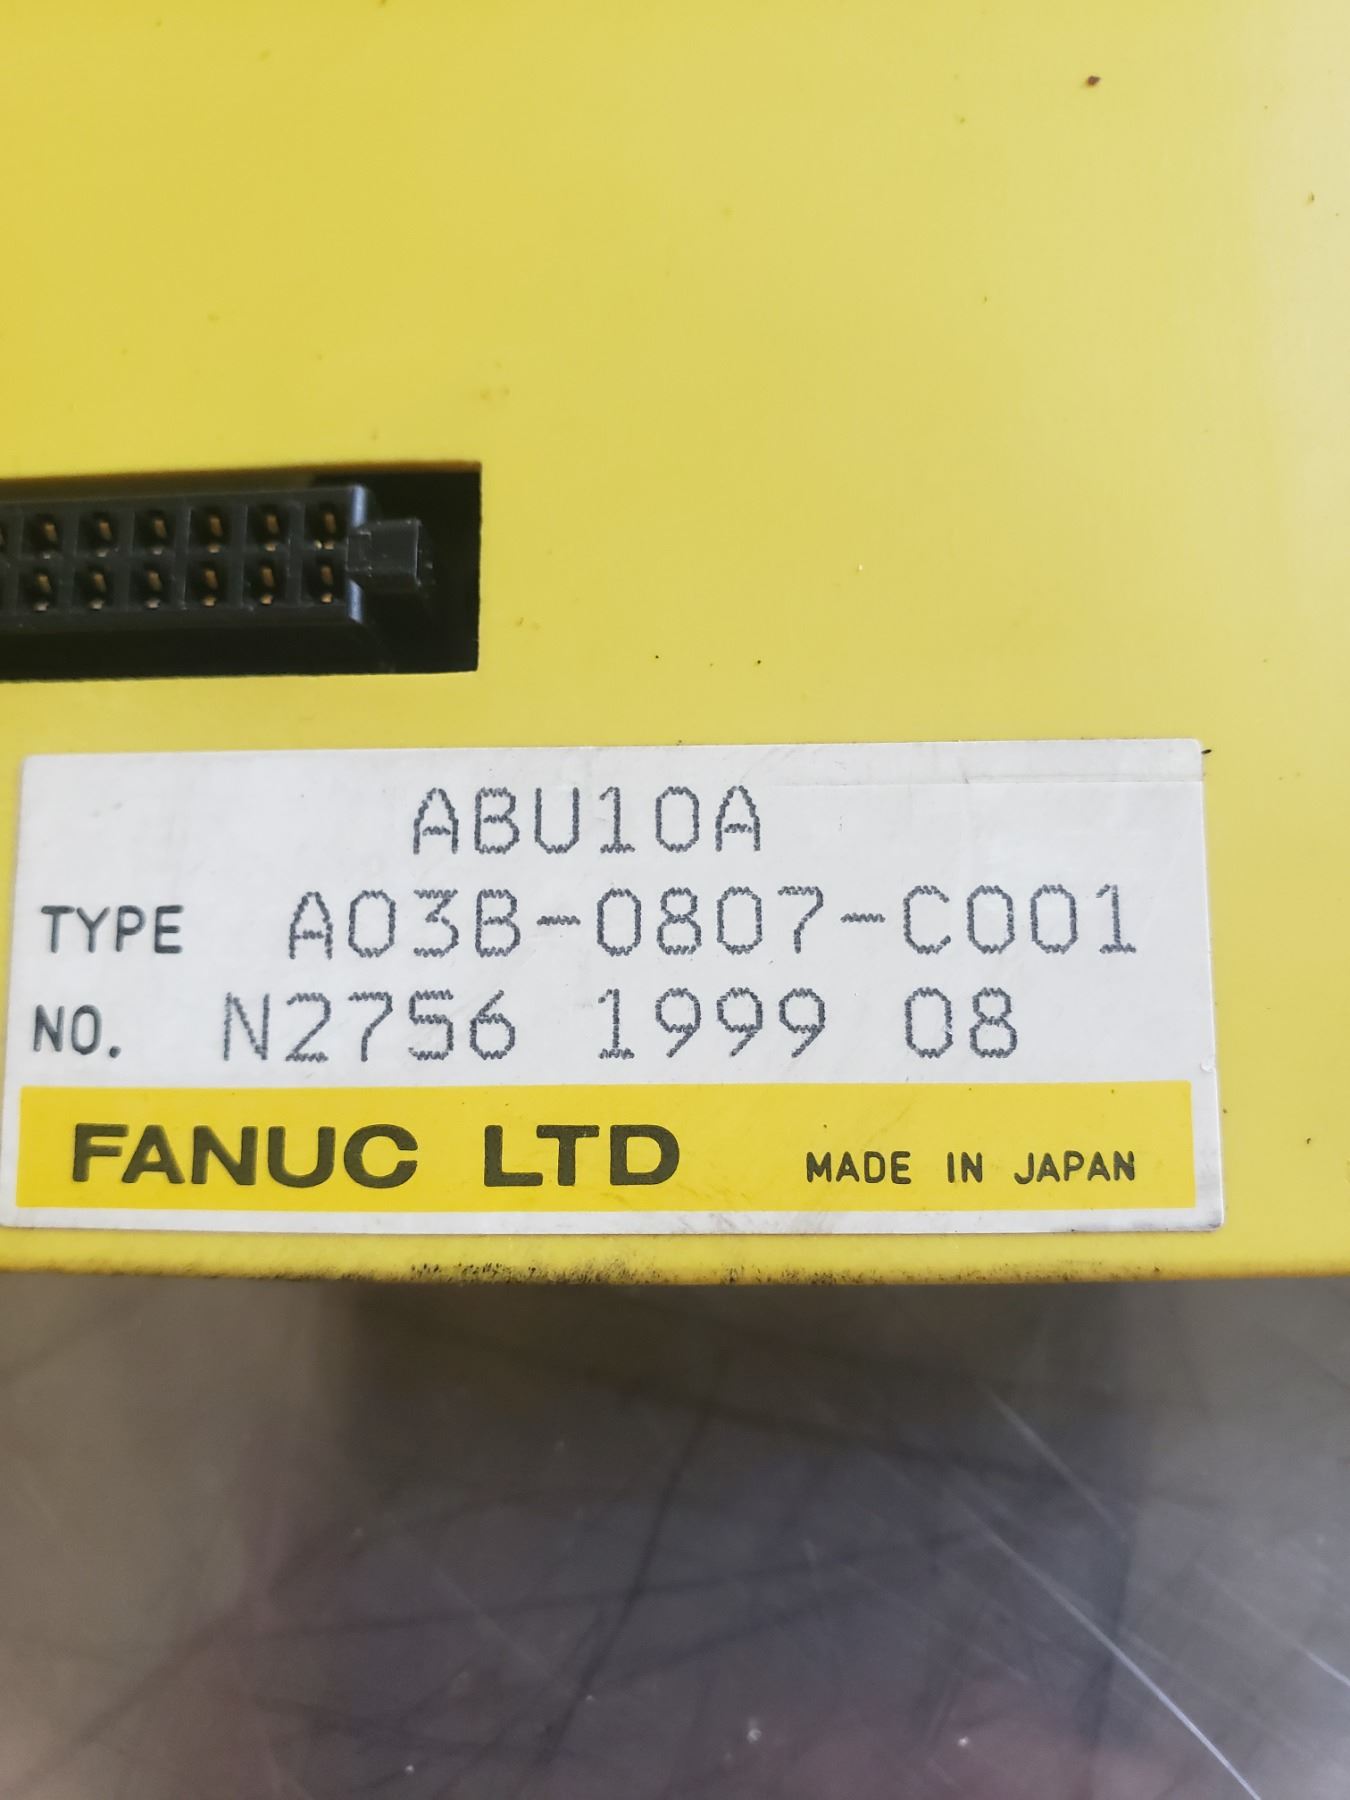 ABU10A
TYPE A03B-0807-C001
NO. N2756 1999 08
FANUC LTD MADE IN JAPAN